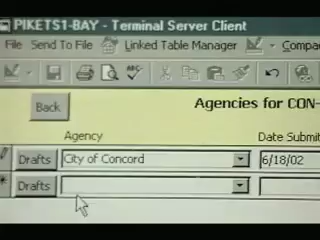 PIKETS1-BAY - Terminal Server Client
File Send To File Linked Table Manager Compa
Back
Agencies for CON-
Agency Date Submit
Drafts City of Concord 6/18/02
Drafts